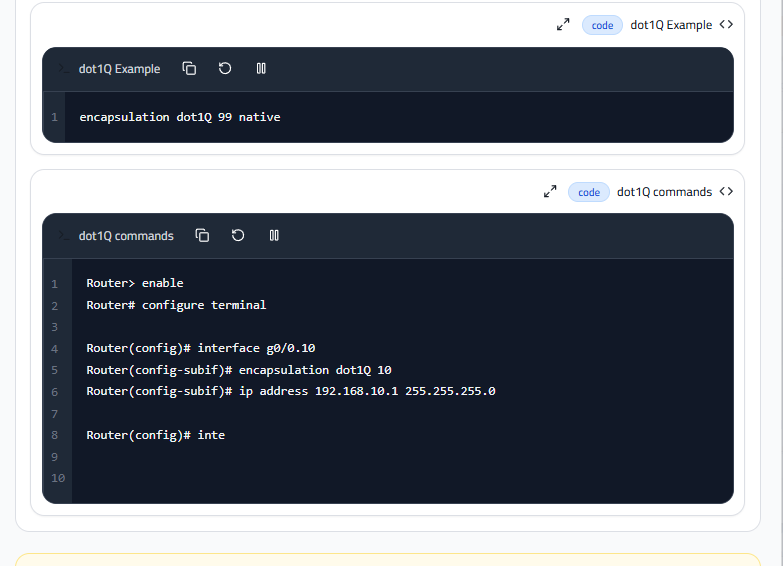 code dot1Q Example <>
>_ dot1Q Example
1 encapsulation dot1Q 99 native
code dot1Q commands <>
>_ dot1Q commands
1 Router> enable
2 Router# configure terminal
3
4 Router(config)# interface g0/0.10
5 Router(config-subif)# encapsulation dot1Q 10
6 Router(config-subif)# ip address 192.168.10.1 255.255.255.0
7
8 Router(config)# inte
9
10